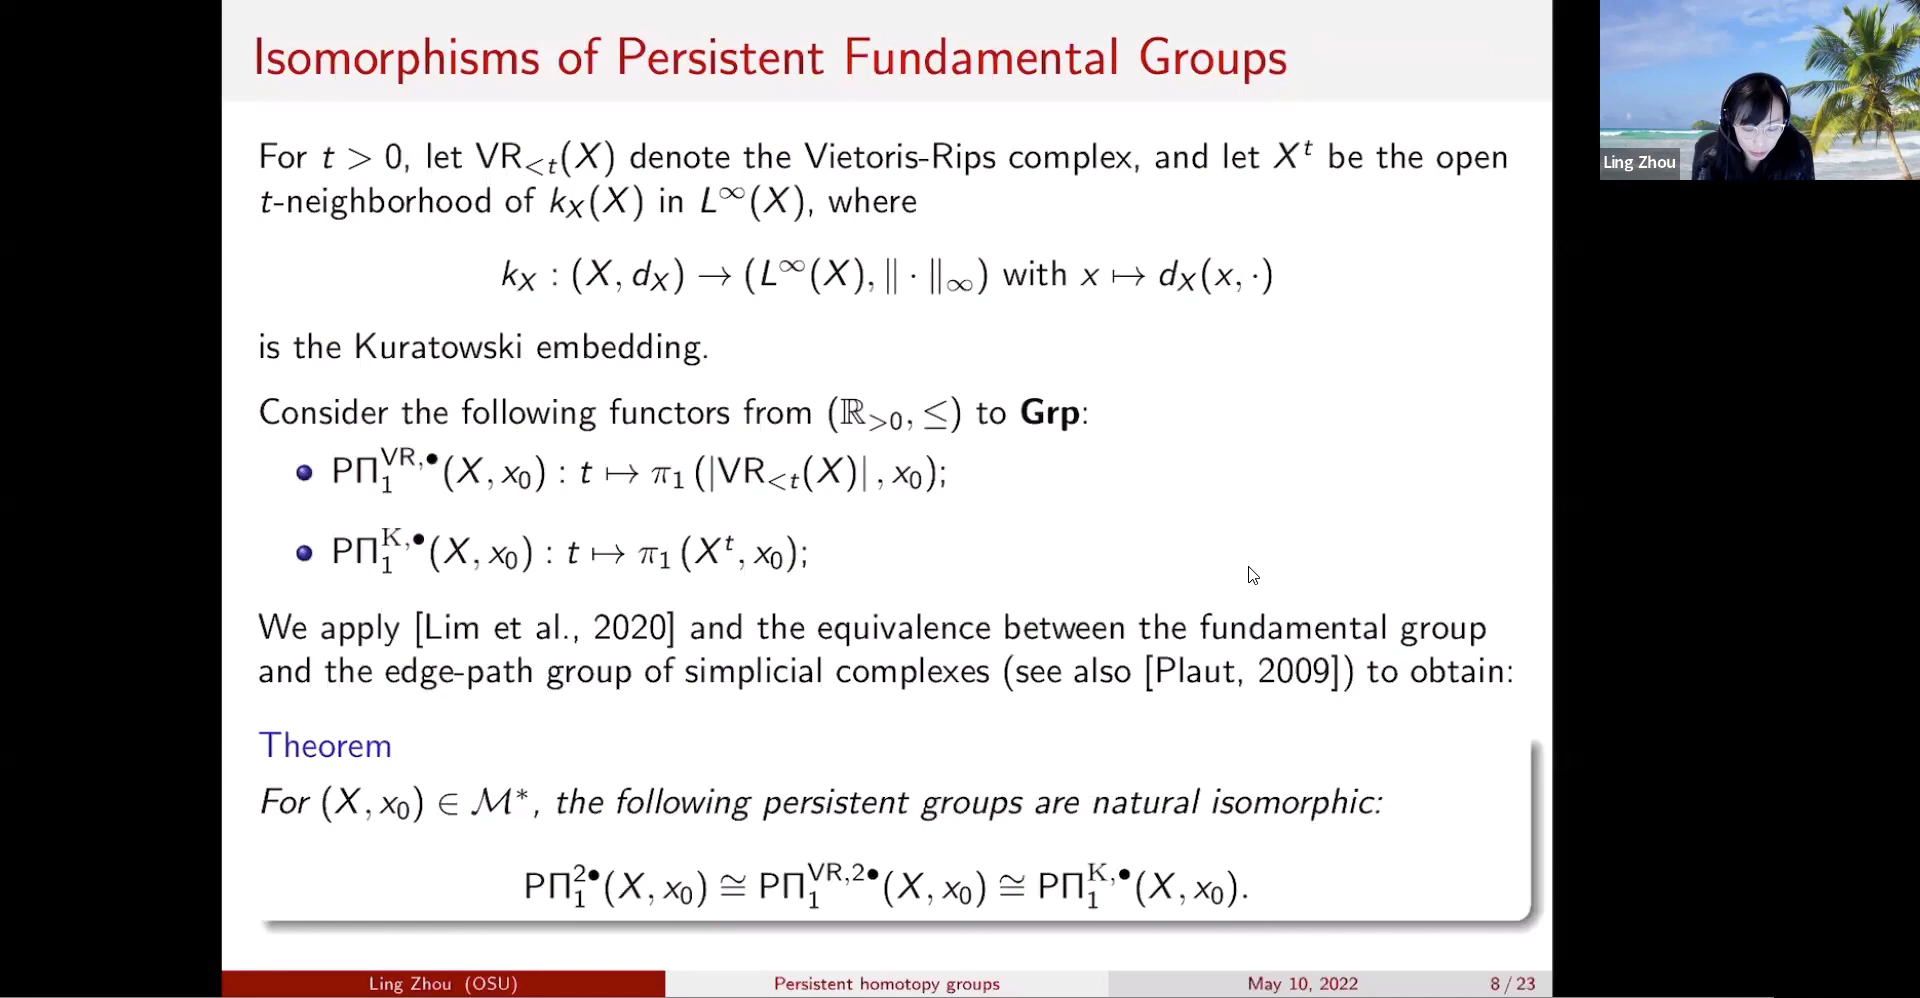 Isomorphisms of Persistent Fundamental Groups
For t > 0, let VR_{<t}(X) denote the Vietoris-Rips complex, and let X^t be the open
t-neighborhood of k_X(X) in L^∞(X), where
k_X : (X, d_X) → (L^∞(X), ‖ · ‖_∞) with x ↦ d_X(x, ·)
is the Kuratowski embedding.
Consider the following functors from (ℝ_{>0}, ≤) to Grp:
• PΠ_1^{VR,•}(X, x_0) : t ↦ π_1 (|VR_{<t}(X)| , x_0);
• PΠ_1^{K,•}(X, x_0) : t ↦ π_1 (X^t, x_0);
We apply [Lim et al., 2020] and the equivalence between the fundamental group
and the edge-path group of simplicial complexes (see also [Plaut, 2009]) to obtain:
Theorem
For (X, x_0) ∈ ℳ^*, the following persistent groups are natural isomorphic:
PΠ_1^{2•}(X, x_0) ≅ PΠ_1^{VR,2•}(X, x_0) ≅ PΠ_1^{K,•}(X, x_0).
Ling Zhou (OSU) Persistent homotopy groups May 10, 2022 8 / 23
Ling Zhou